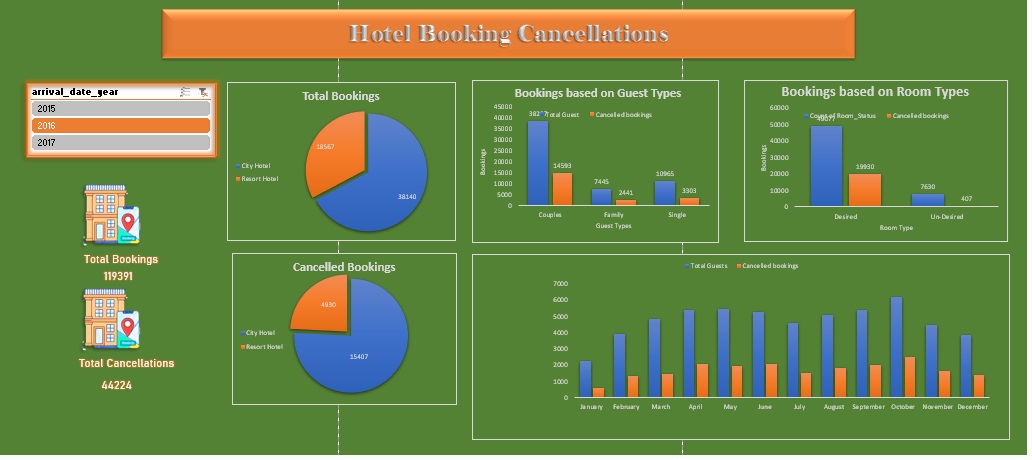 Hotel Booking Cancellations
arrival_date_year
2015
2016
2017
Total Bookings
119391
Total Cancellations
44224
Total Bookings
18567
38140
City Hotel
Resort Hotel
Cancelled Bookings
4930
15407
City Hotel
Resort Hotel
Bookings based on Guest Types
Total Guest
Cancelled bookings
Bookings
45000
40000
35000
30000
25000
20000
15000
10000
5000
0
14593
7445
2441
10965
3303
Couples
Family
Single
Guest Types
Bookings based on Room Types
Count of Room_Status
Cancelled bookings
Bookings
60000
50000
40000
30000
20000
10000
0
19930
7630
407
Desired
Un-Desired
Room Type
Total Guests
Cancelled bookings
7000
6000
5000
4000
3000
2000
1000
0
January
February
March
April
May
June
July
August
September
October
November
December